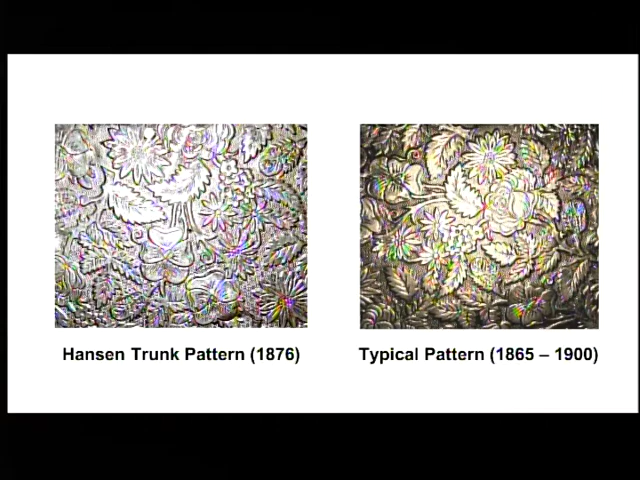 Hansen Trunk Pattern (1876)
Typical Pattern (1865 – 1900)